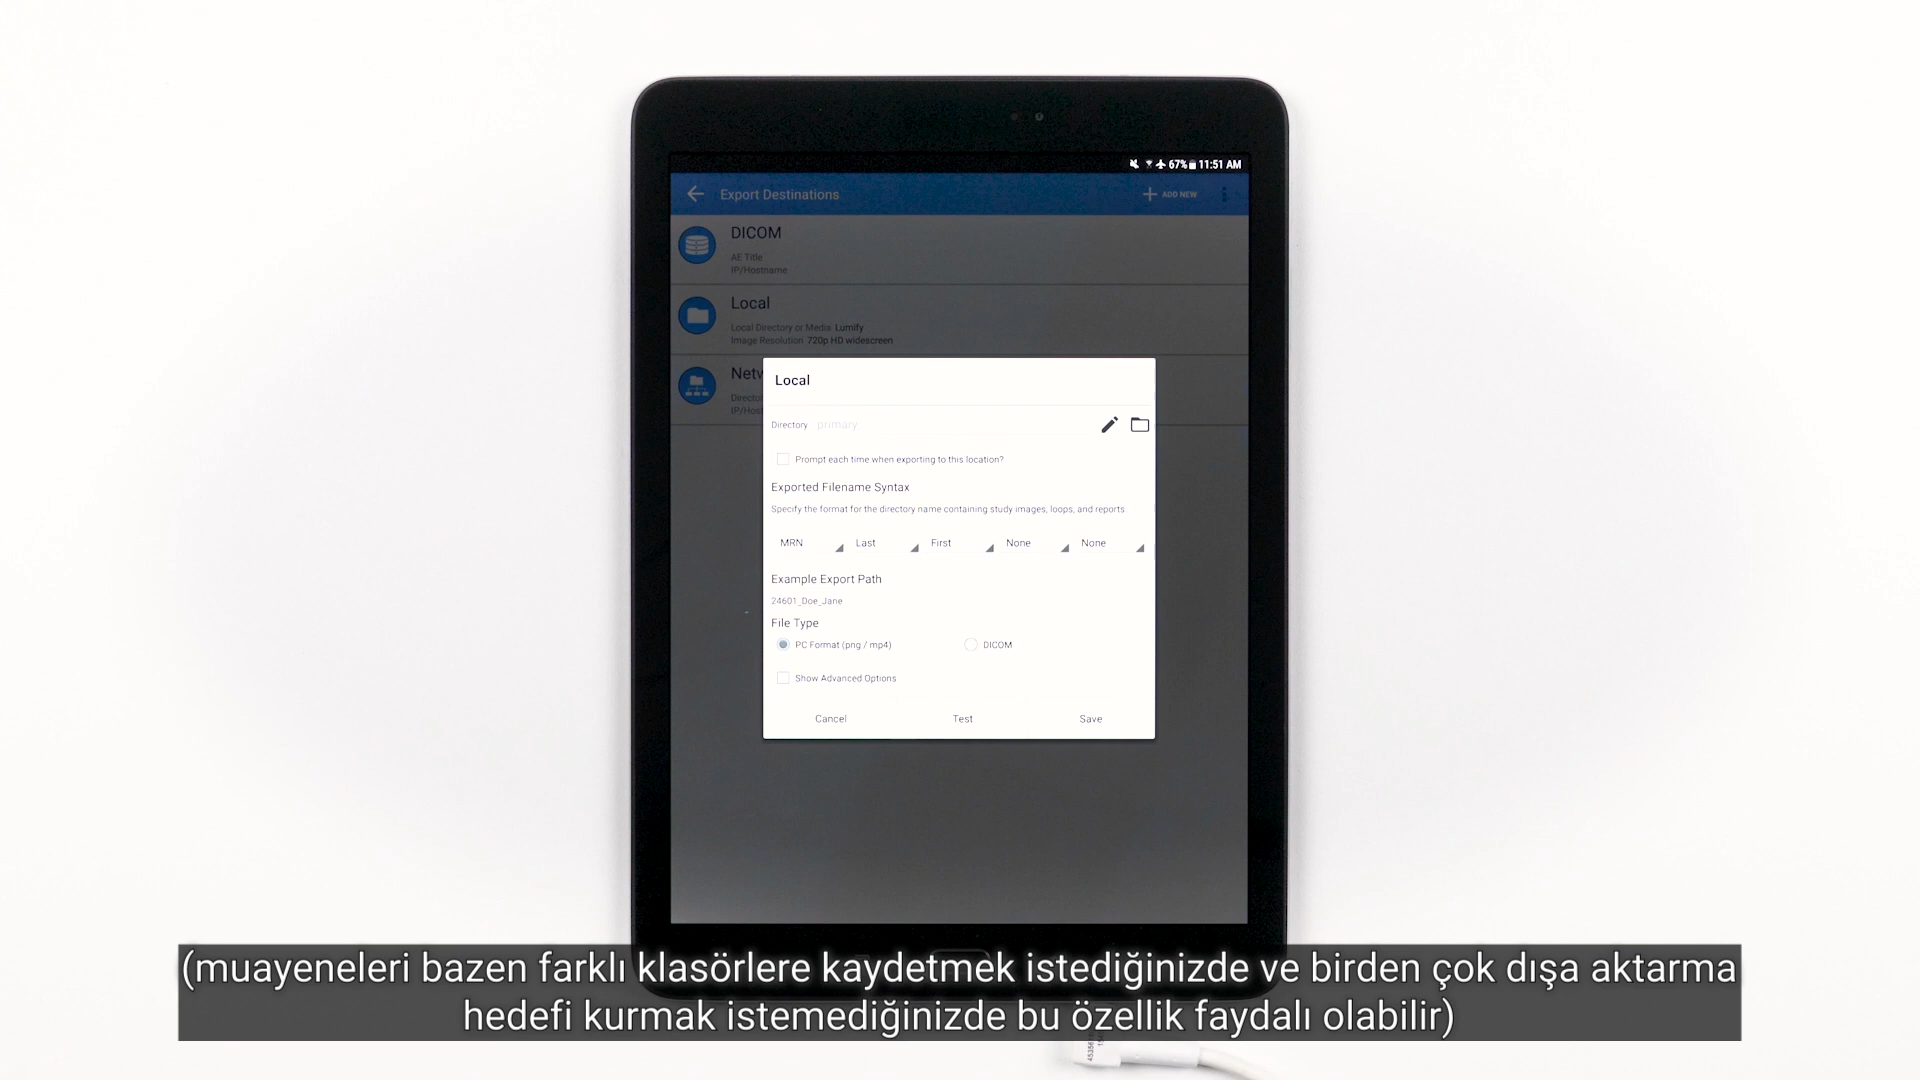 67% 11:51 AM
Export Destinations
ADD NEW
DICOM
AE Title
IP/Hostname
Local
Local Directory or Media Lumify
Image Resolution 720p HD widescreen
Local
Directory primary
Prompt each time when exporting to this location?
Exported Filename Syntax
Specify the format for the directory name containing study images, loops, and reports
MRN Last First None None
Example Export Path
24601_Doe_Jane
File Type
PC Format (png / mp4) DICOM
Show Advanced Options
Cancel Test Save
(muayeneleri bazen farklı klasörlere kaydetmek istediğinizde ve birden çok dışa aktarma
hedefi kurmak istemediğinizde bu özellik faydalı olabilir)